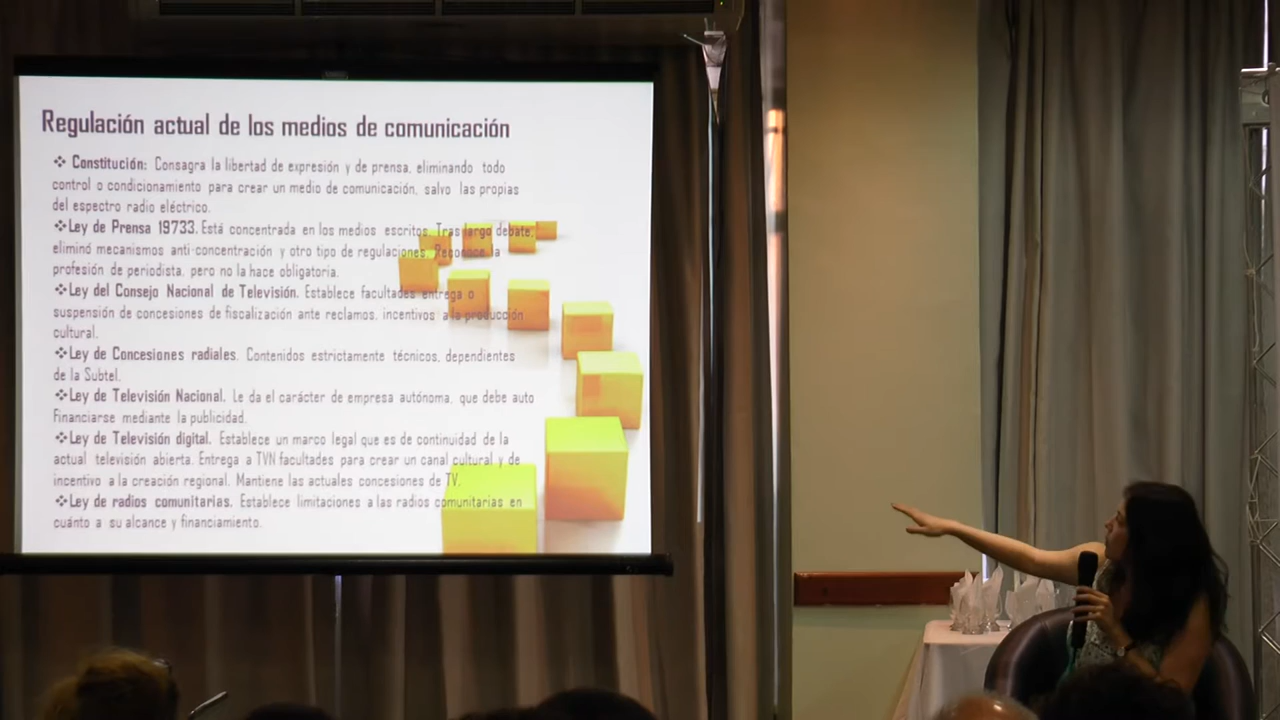 Regulación actual de los medios de comunicación
❖ Constitución: Consagra la libertad de expresión y de prensa, eliminando todo
control o condicionamiento para crear un medio de comunicación, salvo las propias
del espectro radio eléctrico.
❖Ley de Prensa 19733. Está concentrada en los medios escritos. Tras largo debate,
eliminó mecanismos anti-concentración y otro tipo de regulaciones. Reconoce la
profesión de periodista, pero no la hace obligatoria.
❖Ley del Consejo Nacional de Televisión. Establece facultades entrega o
suspensión de concesiones de fiscalización ante reclamos, incentivos a la producción
cultural.
❖Ley de Concesiones radiales. Contenidos estrictamente técnicos, dependientes
de la Subtel.
❖Ley de Televisión Nacional. Le da el carácter de empresa autónoma, que debe auto
financiarse mediante la publicidad.
❖Ley de Televisión digital. Establece un marco legal que es de continuidad de la
actual televisión abierta. Entrega a TVN facultades para crear un canal cultural y de
incentivo a la creación regional. Mantiene las actuales concesiones de TV.
❖Ley de radios comunitarias. Establece limitaciones a las radios comunitarias en
cuánto a su alcance y financiamiento.